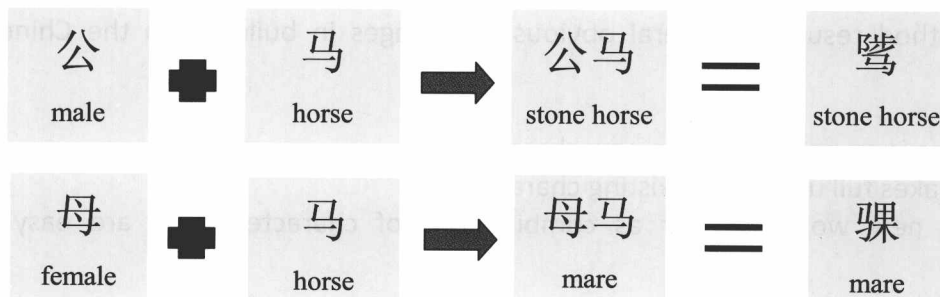 公 马 公马 骘
male horse stone horse stone horse
母 马 母马 骒
female horse mare mare